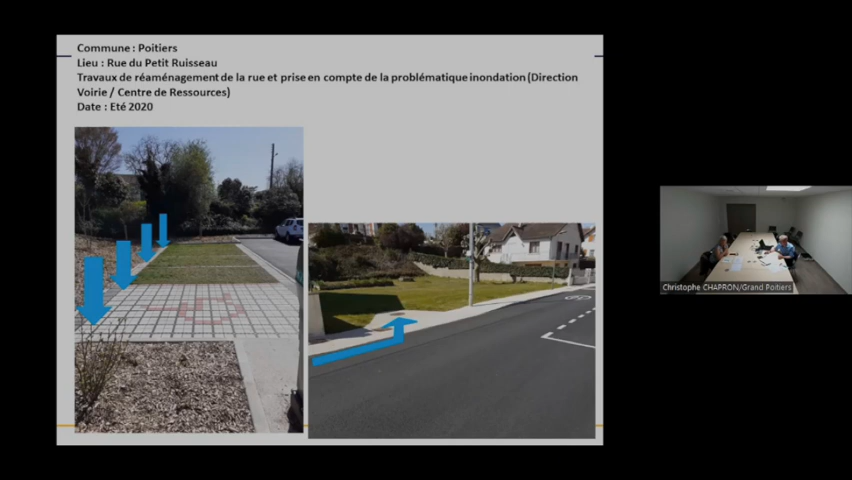 Commune : Poitiers
Lieu : Rue du Petit Ruisseau
Travaux de réaménagement de la rue et prise en compte de la problématique inondation (Direction
Voirie / Centre de Ressources)
Date : Eté 2020
Christophe CHAPRON/Grand Poitiers